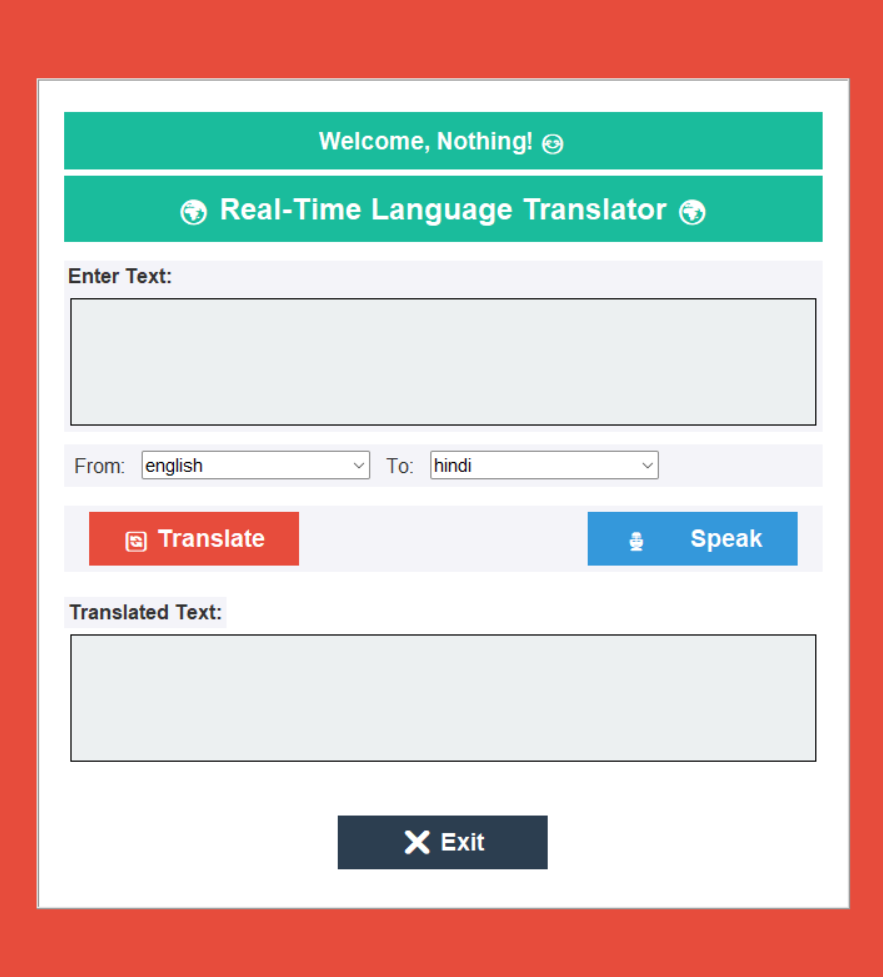 Welcome, Nothing!
Real-Time Language Translator
Enter Text:
From: english To: hindi
Translate Speak
Translated Text:
Exit